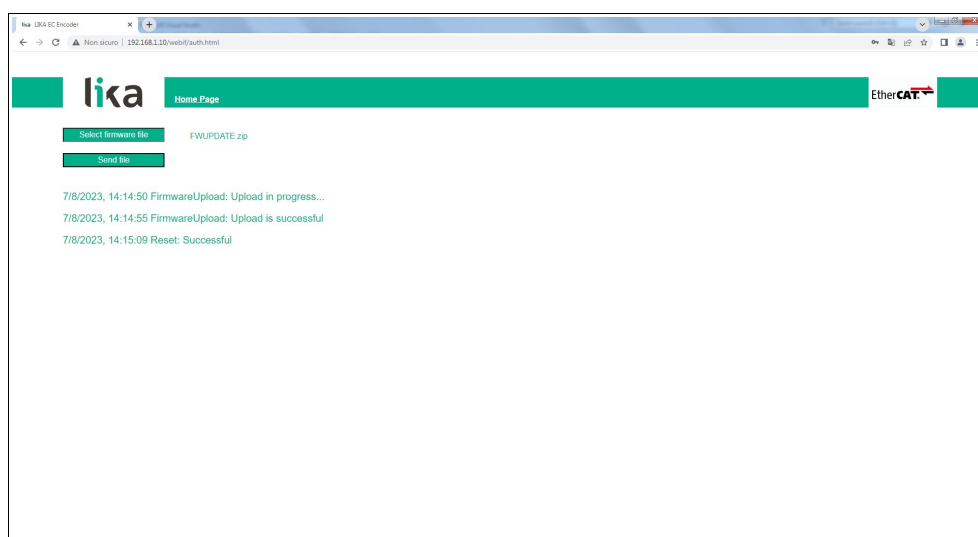 lika LIKA EC Encoder
Non sicuro | 192.168.1.10/webif/auth.html
lika
Home Page
EtherCAT
Select firmware file
FWUPDATE.zip
Send file
7/8/2023, 14:14:50 FirmwareUpload: Upload in progress...
7/8/2023, 14:14:55 FirmwareUpload: Upload is successful
7/8/2023, 14:15:09 Reset: Successful